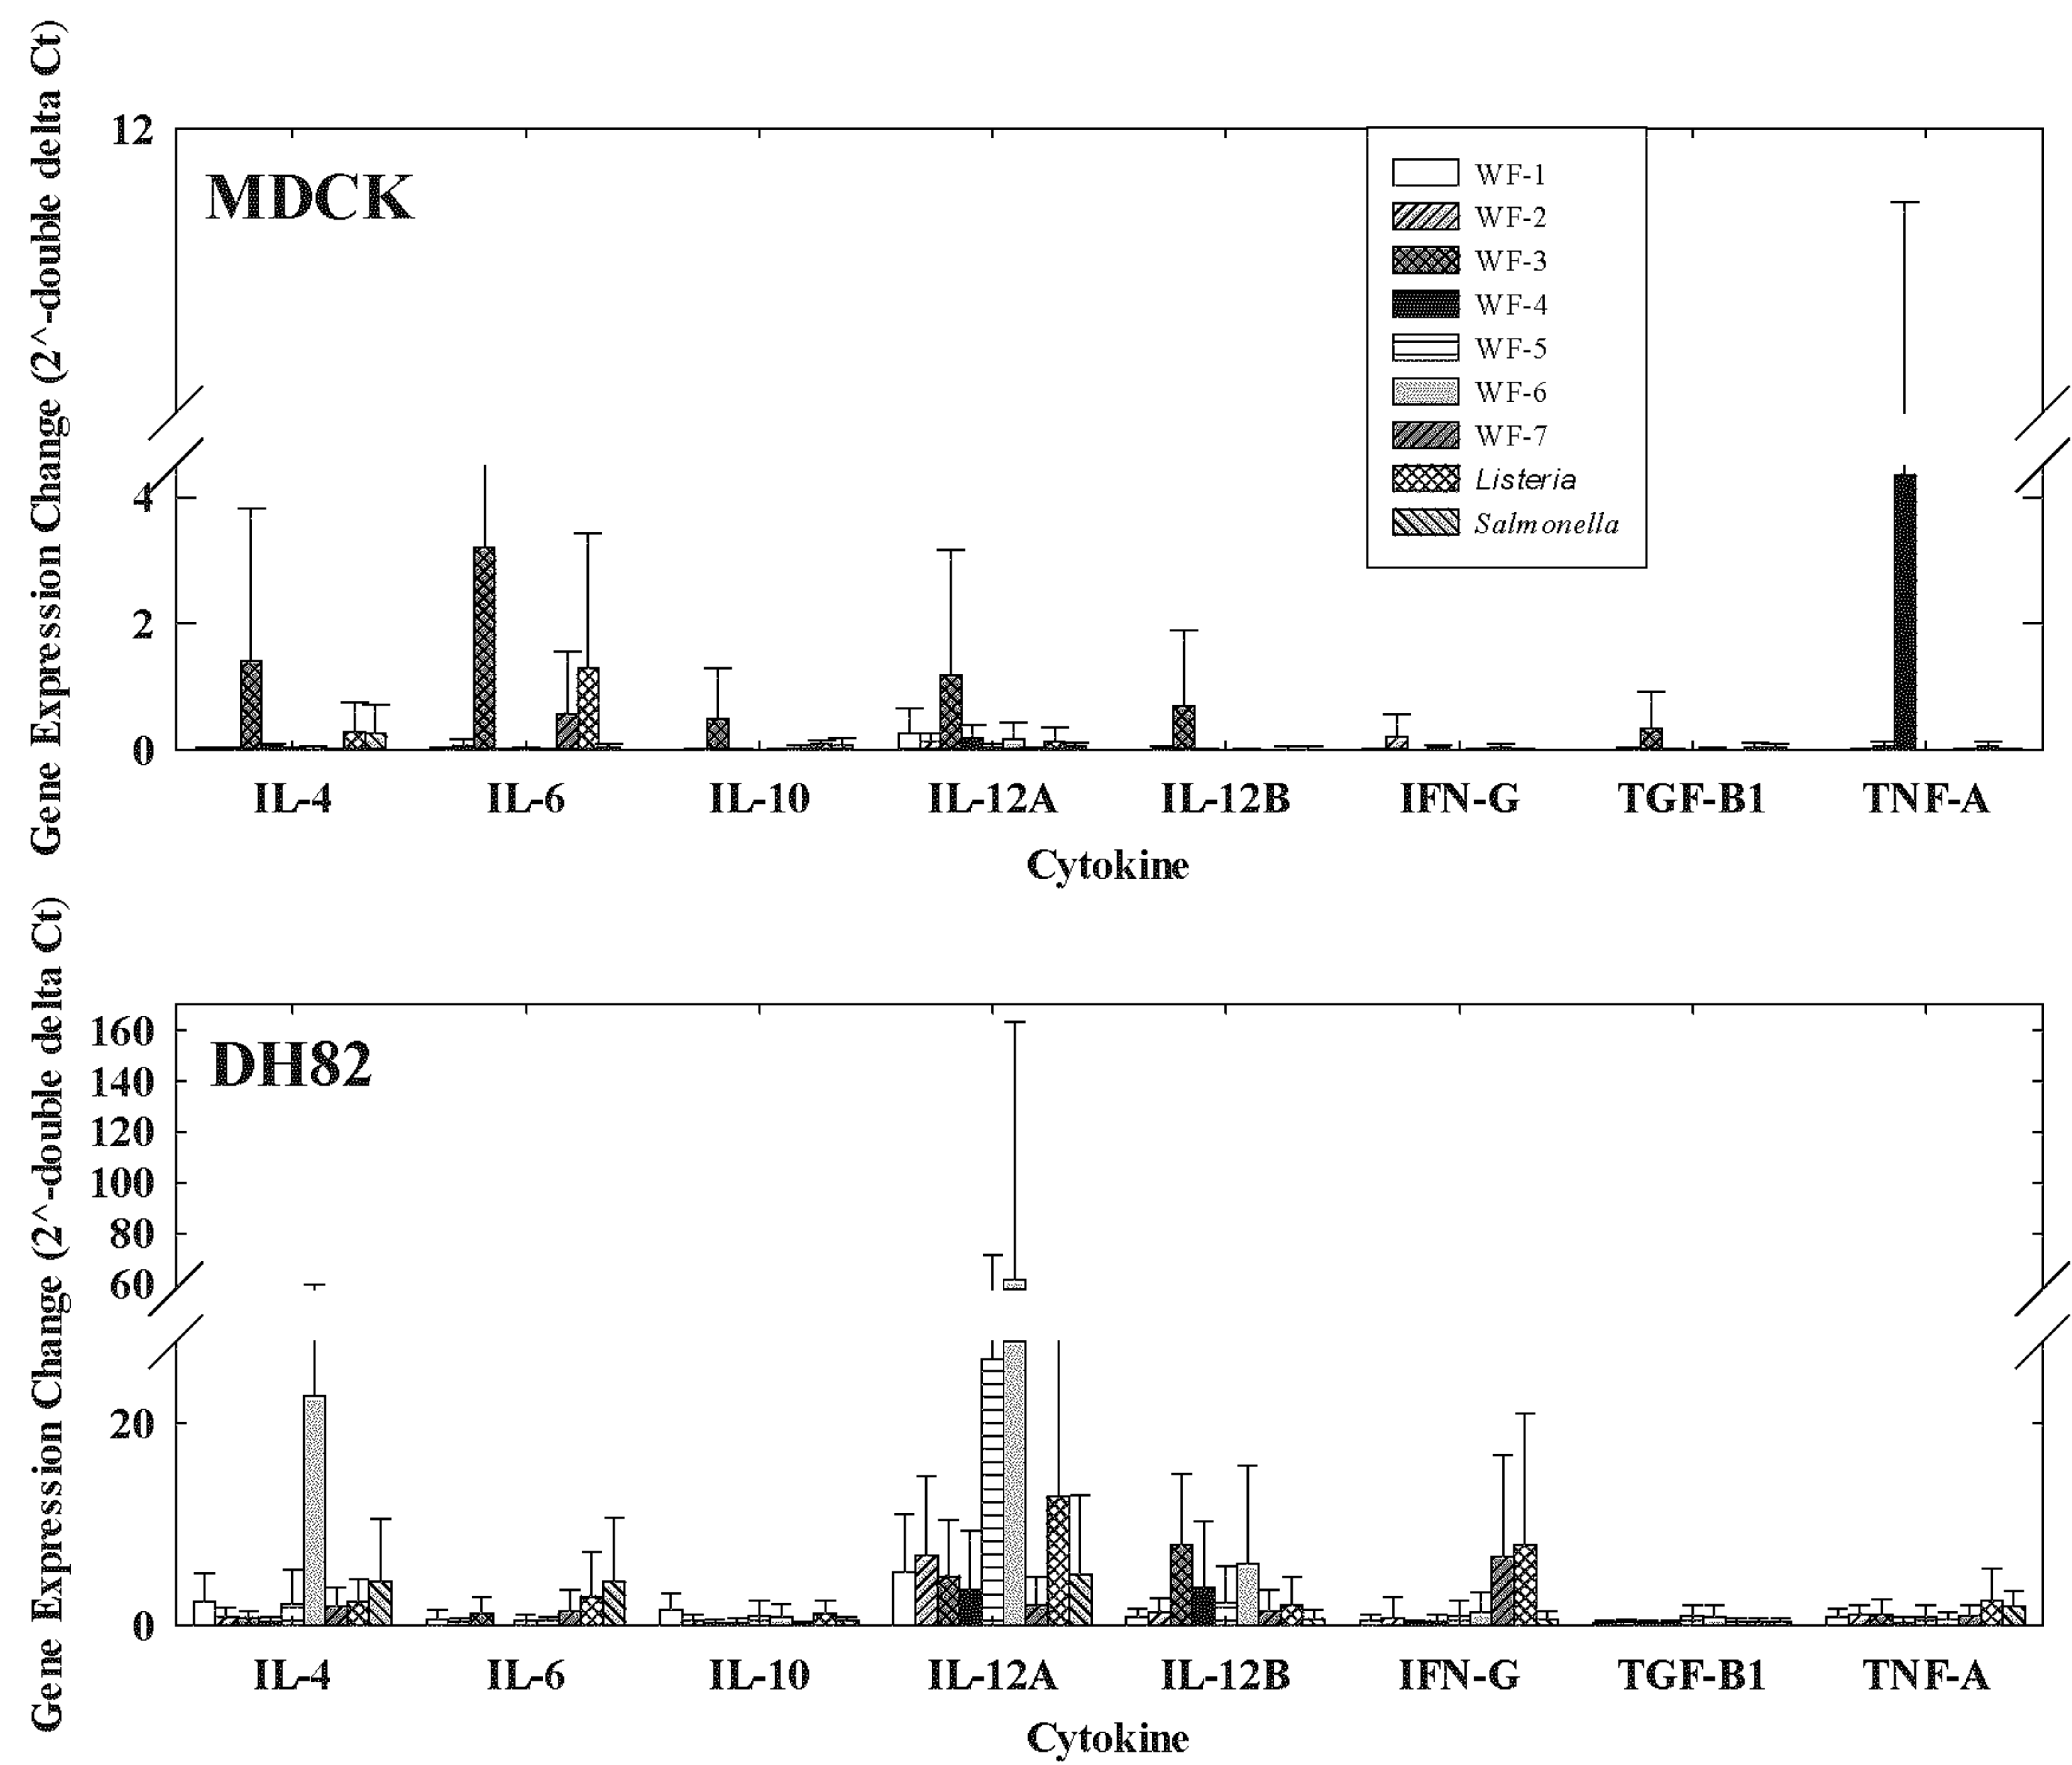 Gene Expression Change (2^-double delta Ct)
12
4
2
0
MDCK
WF-1
WF-2
WF-3
WF-4
WF-5
WF-6
WF-7
Listeria
Salmonella
IL-4 IL-6 IL-10 IL-12A IL-12B IFN-G TGF-B1 TNF-A
Cytokine
Gene Expression Change (2^-double delta Ct)
160
140
120
100
80
60
20
0
DH82
IL-4 IL-6 IL-10 IL-12A IL-12B IFN-G TGF-B1 TNF-A
Cytokine